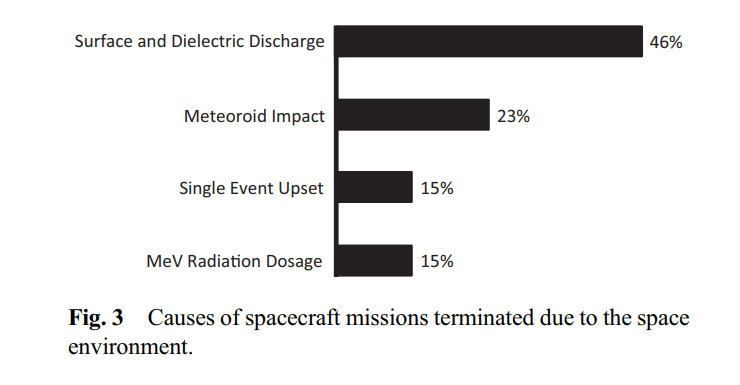 Surface and Dielectric Discharge 46%
Meteoroid Impact 23%
Single Event Upset 15%
MeV Radiation Dosage 15%
Fig. 3 Causes of spacecraft missions terminated due to the space
environment.